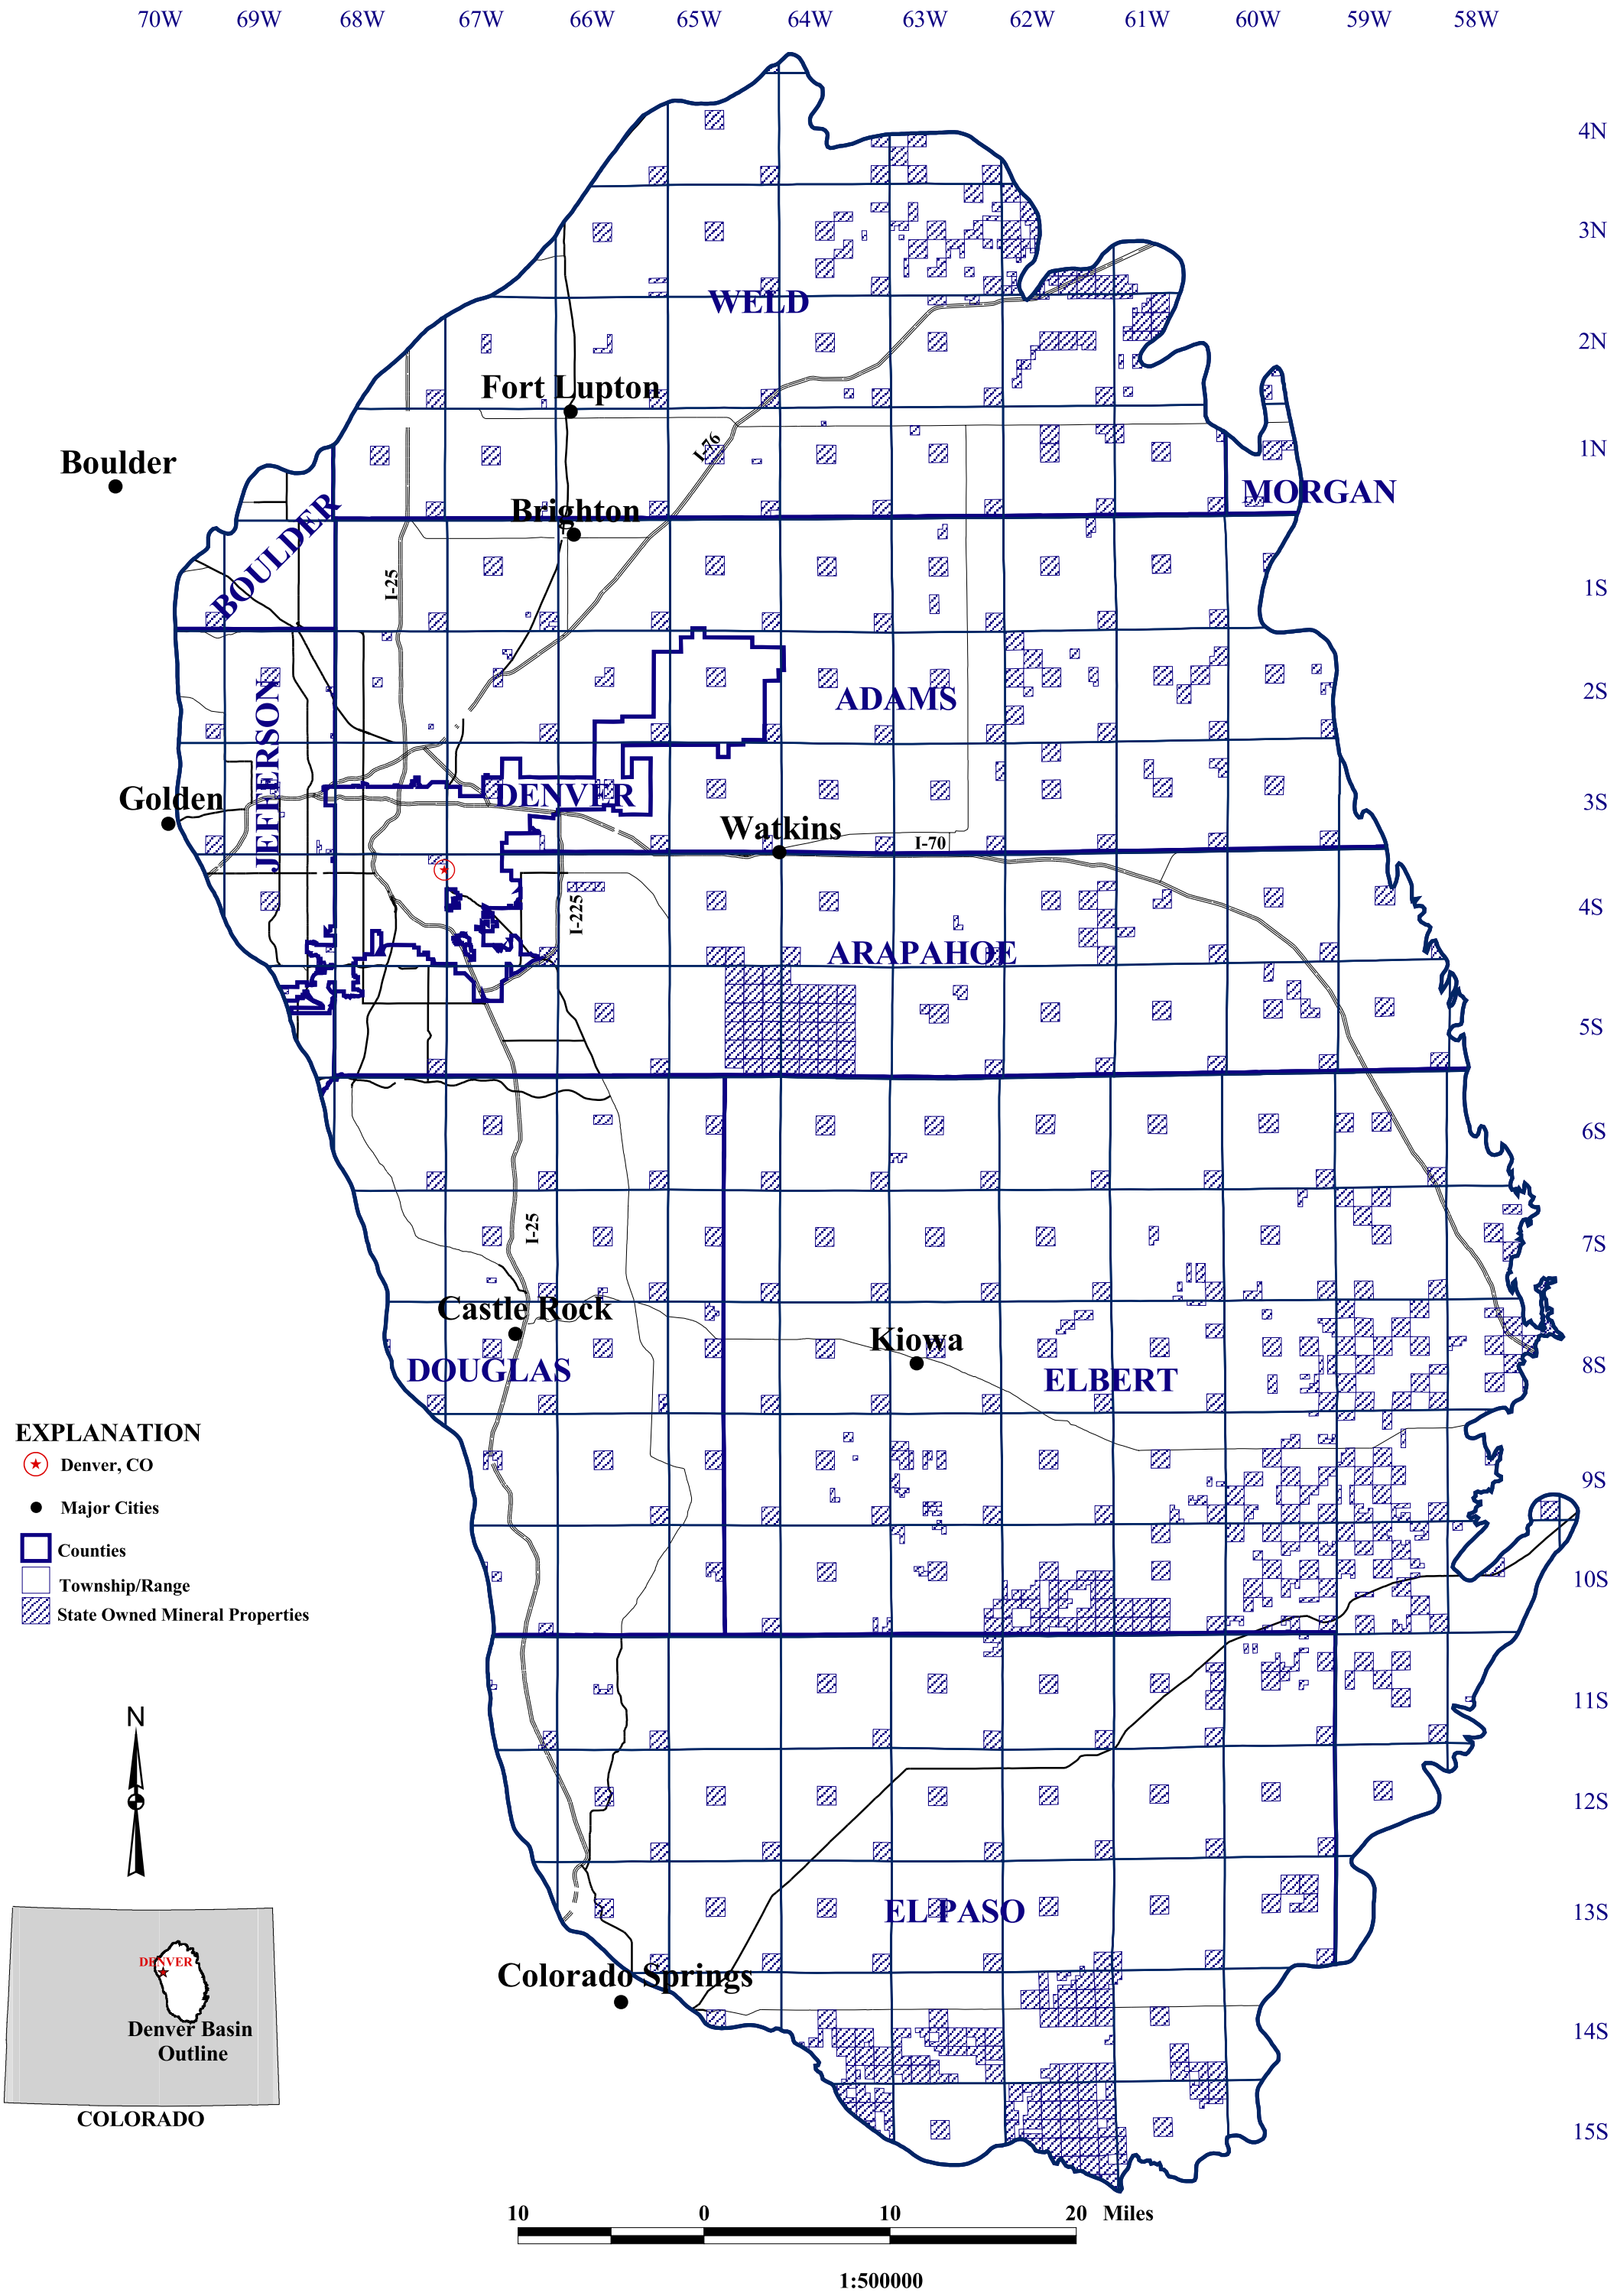 70W 69W 68W 67W 66W 65W 64W 63W 62W 61W 60W 59W 58W
4N
3N
WELD
2N
Fort Lupton
I-76
1N
Boulder
MORGAN
Brighton
BOULDER
I-25
1S
2S
ADAMS
JEFFERSON
Golden
DENVER
3S
Watkins
I-70
4S
I-225
ARAPAHOE
5S
6S
I-25
7S
Castle Rock
Kiowa
8S
DOUGLAS
ELBERT
EXPLANATION
Denver, CO
9S
Major Cities
Counties
Township/Range
10S
State Owned Mineral Properties
11S
N
12S
EL PASO
13S
DENVER
Colorado Springs
Denver Basin
Outline
14S
COLORADO
15S
10 0 10 20 Miles
1:500000